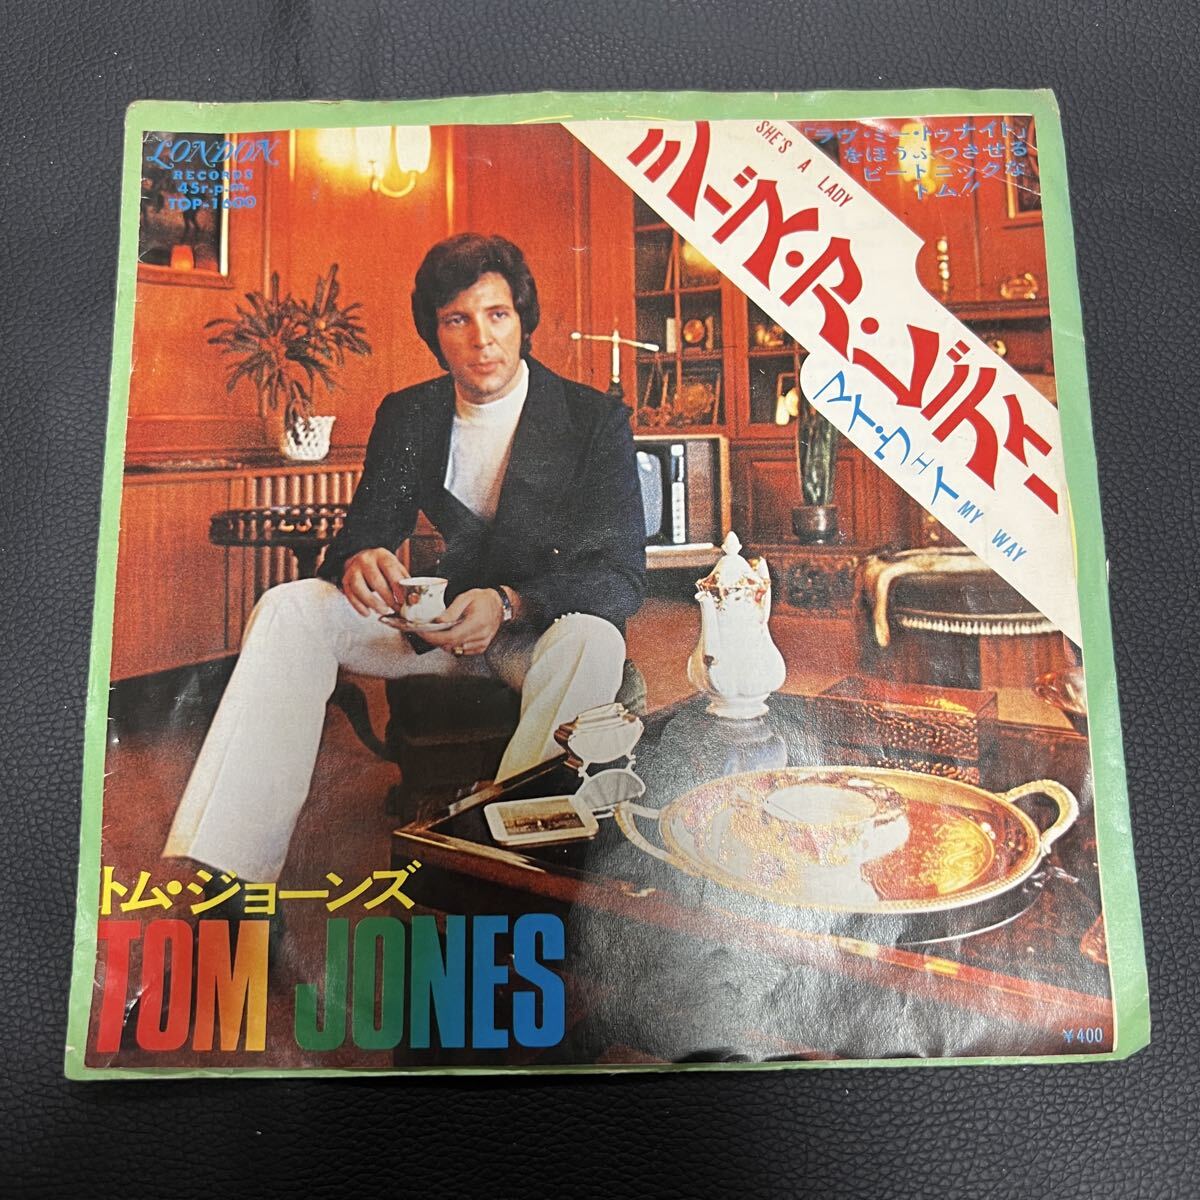 LONDON
RECORDS
45r.p.m.
TOP-1600
「ラヴ・ミー・トゥナイト」
をほうふつさせる
ビートニックな
トム!!
SHE'S A LADY
シーズ・ア・レディー
マイ・ウェイ MY WAY
トム・ジョーンズ
TOM JONES
¥400